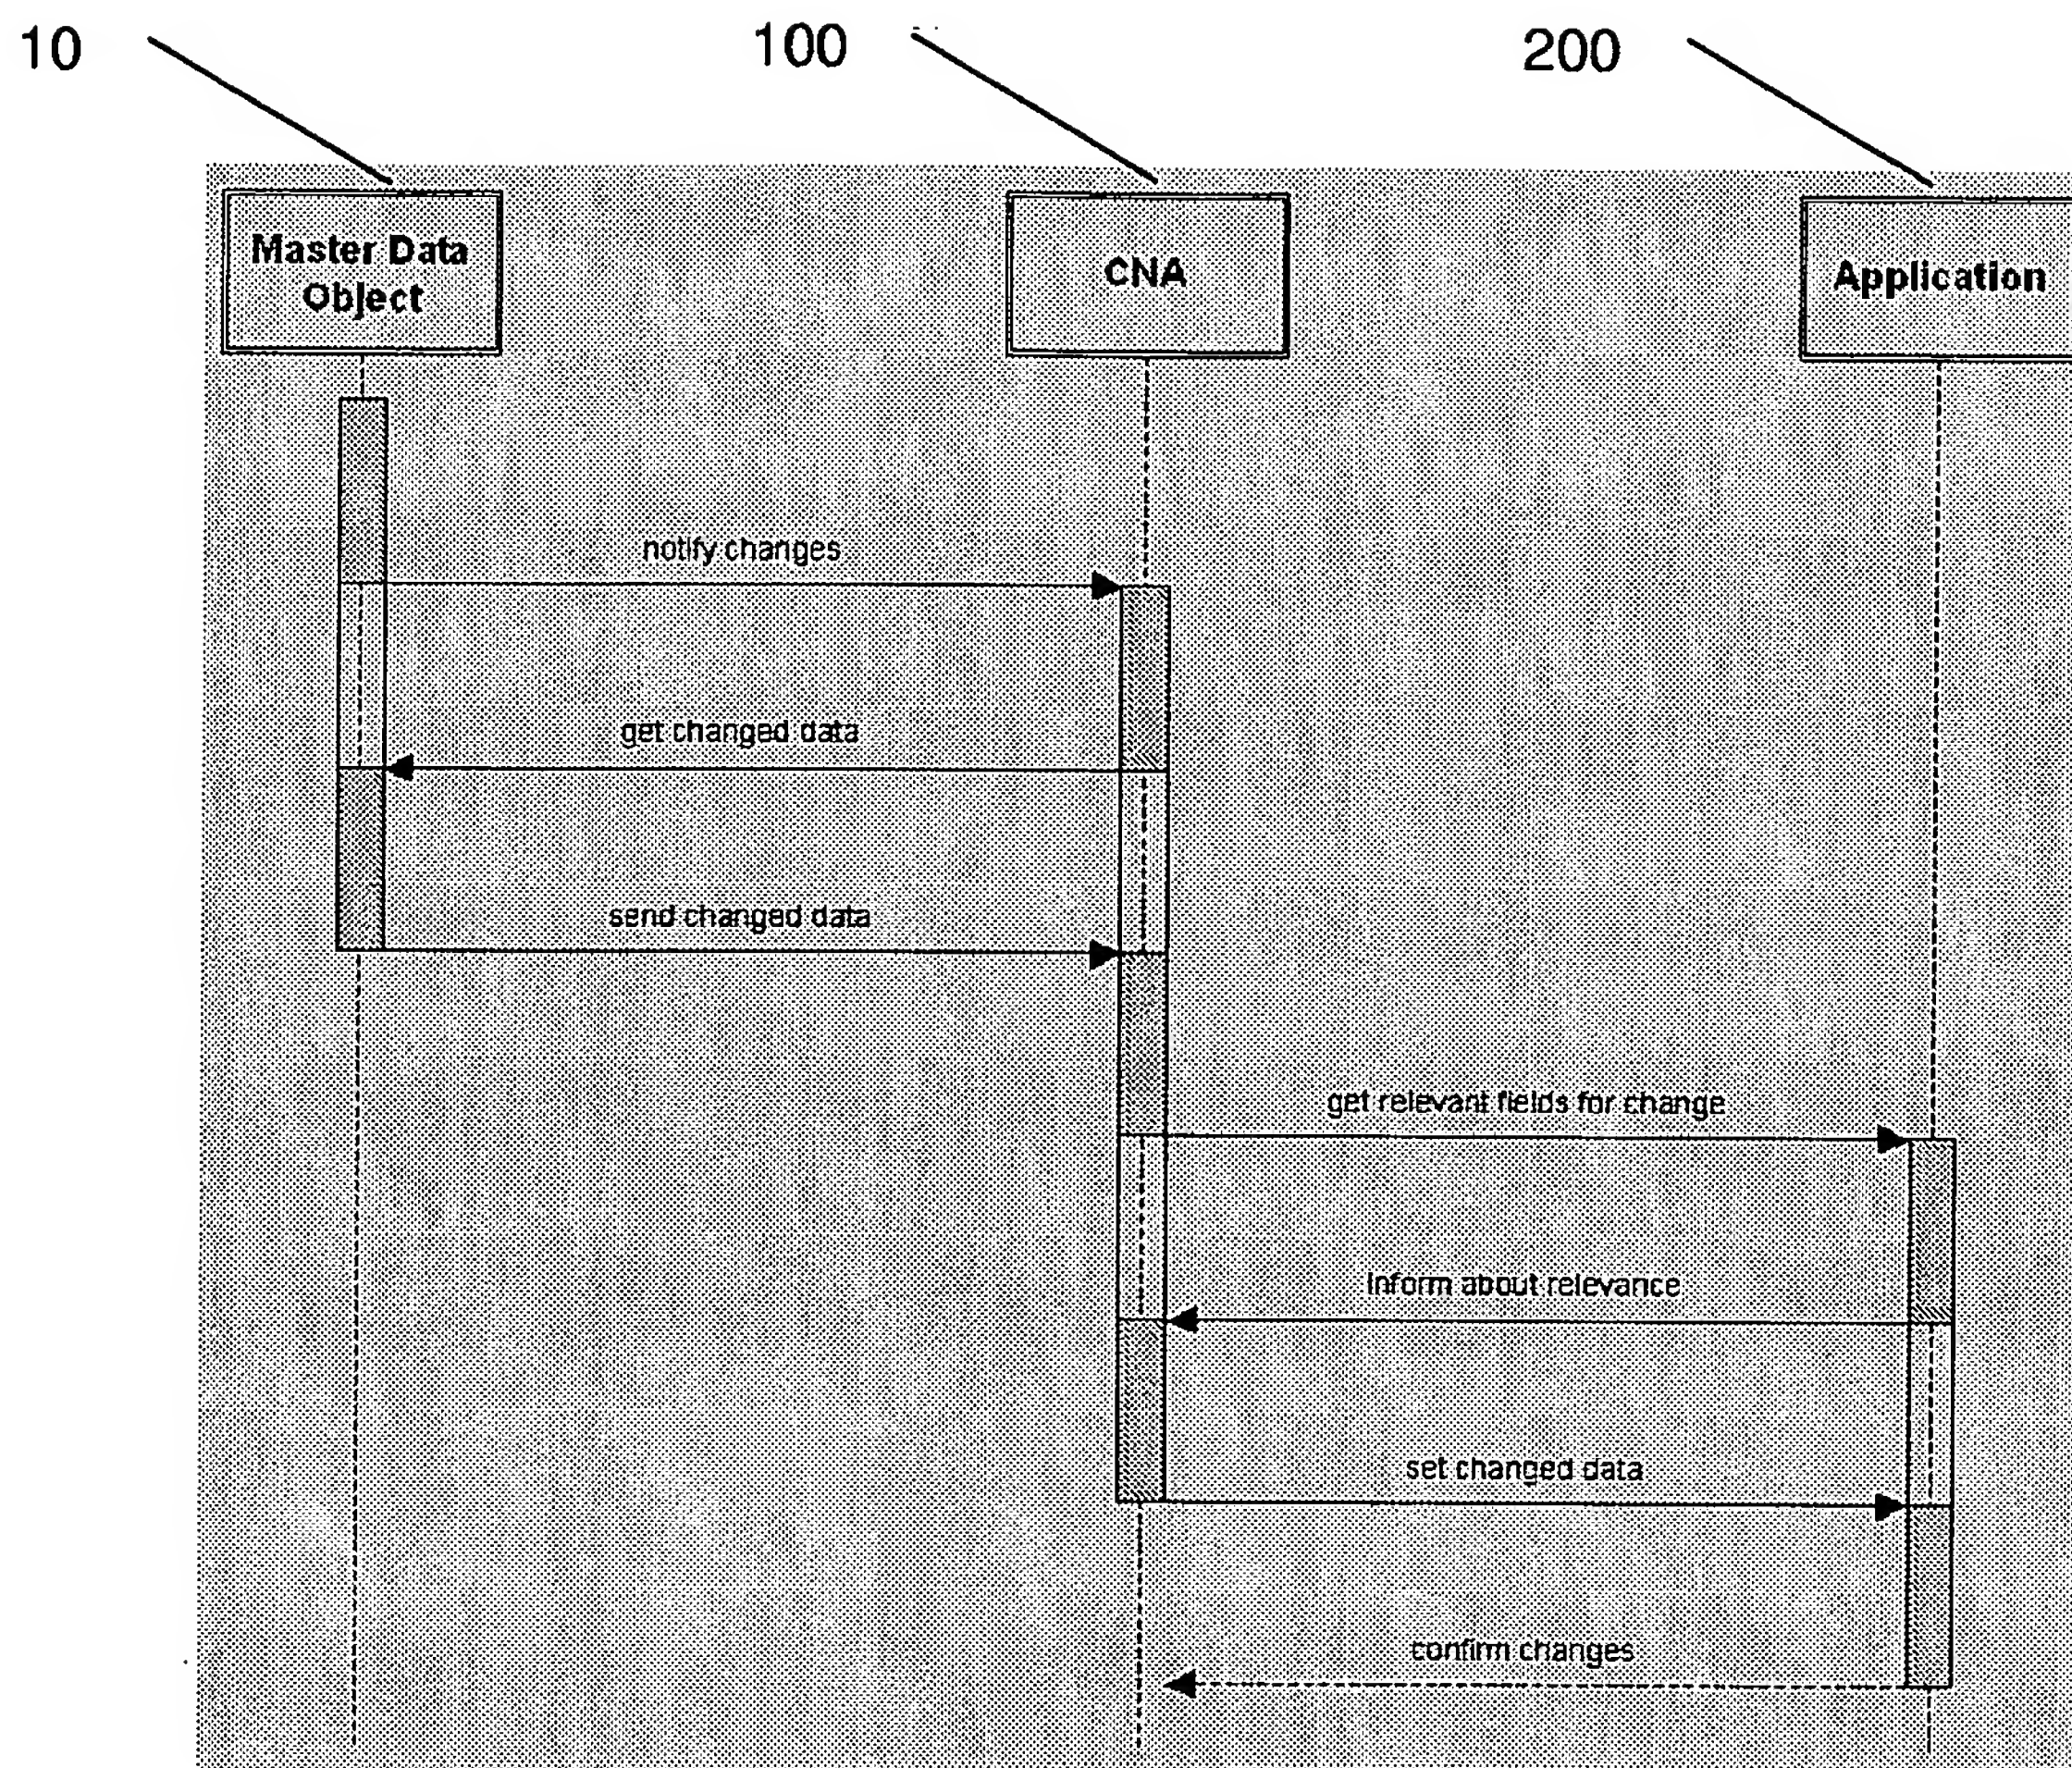 10
100
200
Master Data
Object
CNA
Application
notify changes
get changed data
send changed data
get relevant fields for change
inform about relevance
set changed data
confirm changes